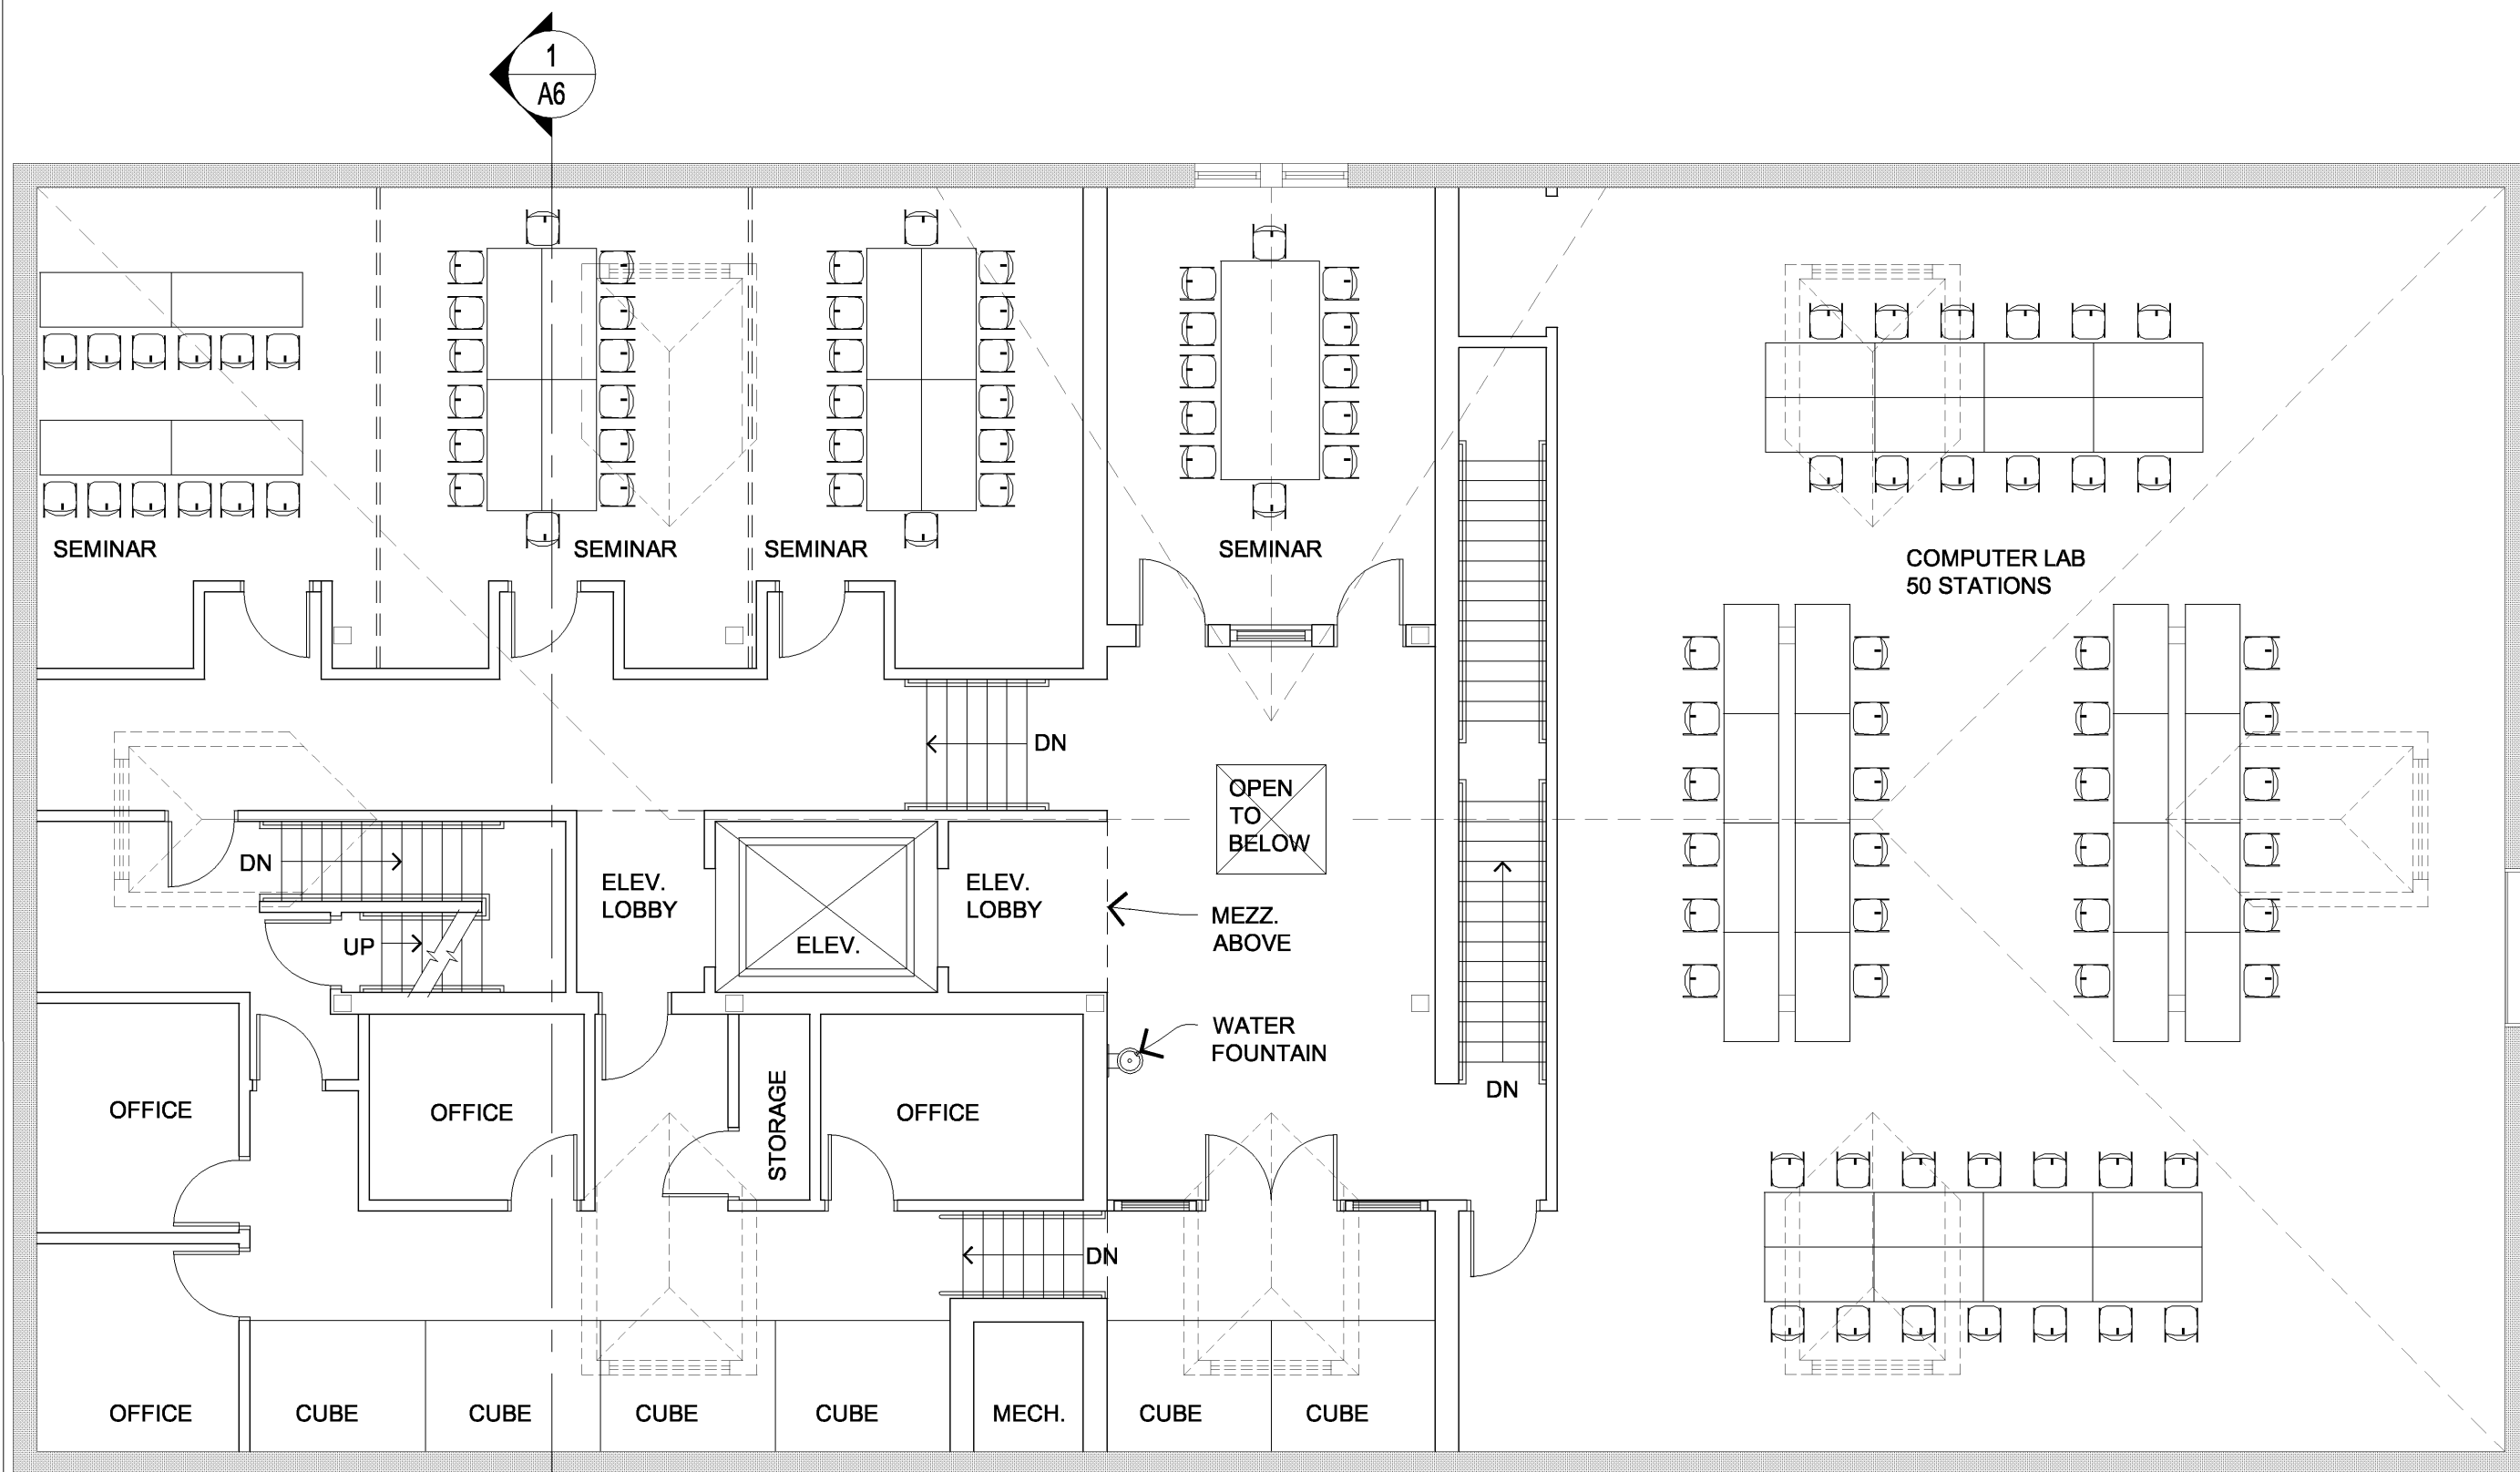 1
A6
SEMINAR
SEMINAR
SEMINAR
SEMINAR
COMPUTER LAB
50 STATIONS
DN
OPEN
TO
BELOW
DN
UP
ELEV.
LOBBY
ELEV.
ELEV.
LOBBY
MEZZ.
ABOVE
WATER
FOUNTAIN
DN
OFFICE
OFFICE
STORAGE
OFFICE
DN
OFFICE
CUBE
CUBE
CUBE
CUBE
MECH.
CUBE
CUBE